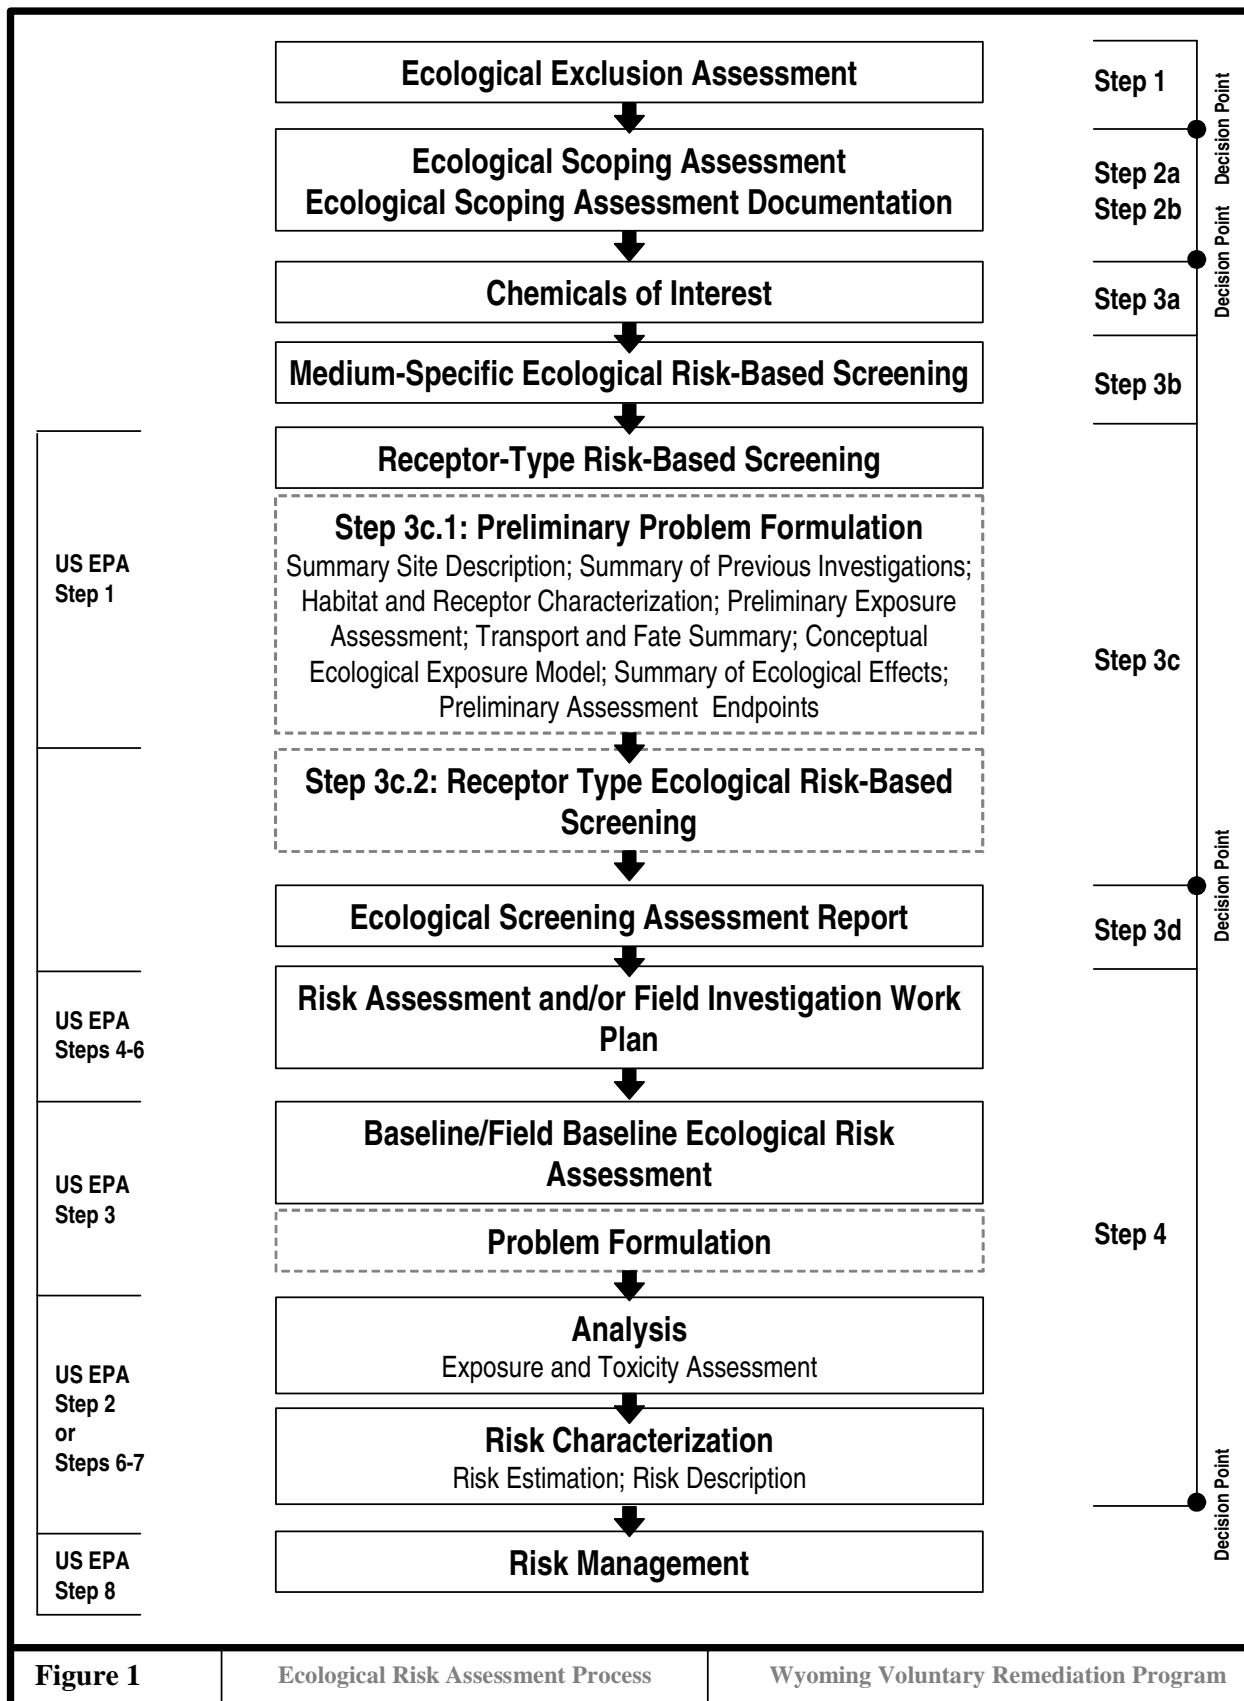 Ecological Exclusion Assessment
Step 1
Decision Point
Ecological Scoping Assessment
Ecological Scoping Assessment Documentation
Step 2a
Step 2b
Decision Point
Chemicals of Interest
Step 3a
Medium-Specific Ecological Risk-Based Screening
Step 3b
Receptor-Type Risk-Based Screening
US EPA
Step 1
Step 3c.1: Preliminary Problem Formulation
Summary Site Description; Summary of Previous Investigations;
Habitat and Receptor Characterization; Preliminary Exposure
Assessment; Transport and Fate Summary; Conceptual
Ecological Exposure Model; Summary of Ecological Effects;
Preliminary Assessment Endpoints
Step 3c
Step 3c.2: Receptor Type Ecological Risk-Based
Screening
Decision Point
Ecological Screening Assessment Report
Step 3d
US EPA
Steps 4-6
Risk Assessment and/or Field Investigation Work
Plan
US EPA
Step 3
Baseline/Field Baseline Ecological Risk
Assessment
Problem Formulation
Step 4
US EPA
Step 2
or
Steps 6-7
Analysis
Exposure and Toxicity Assessment
Risk Characterization
Risk Estimation; Risk Description
Decision Point
US EPA
Step 8
Risk Management
Figure 1
Ecological Risk Assessment Process
Wyoming Voluntary Remediation Program